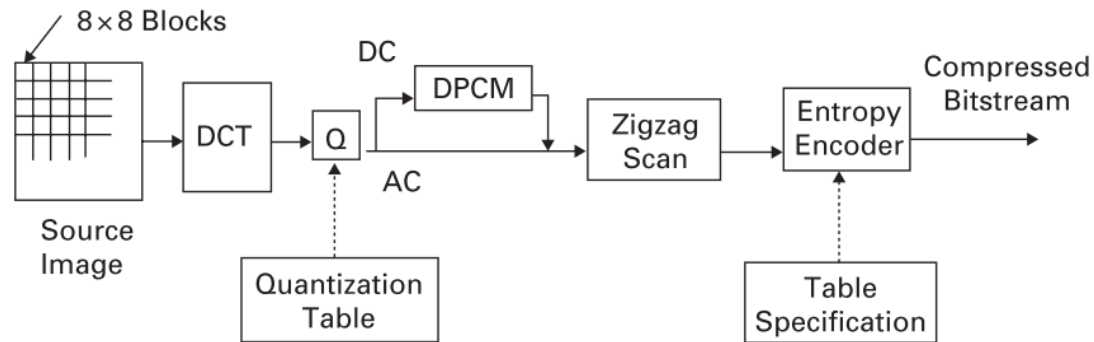 8×8 Blocks
Source
Image
DCT
Q
Quantization
Table
DC
DPCM
AC
Zigzag
Scan
Entropy
Encoder
Table
Specification
Compressed
Bitstream